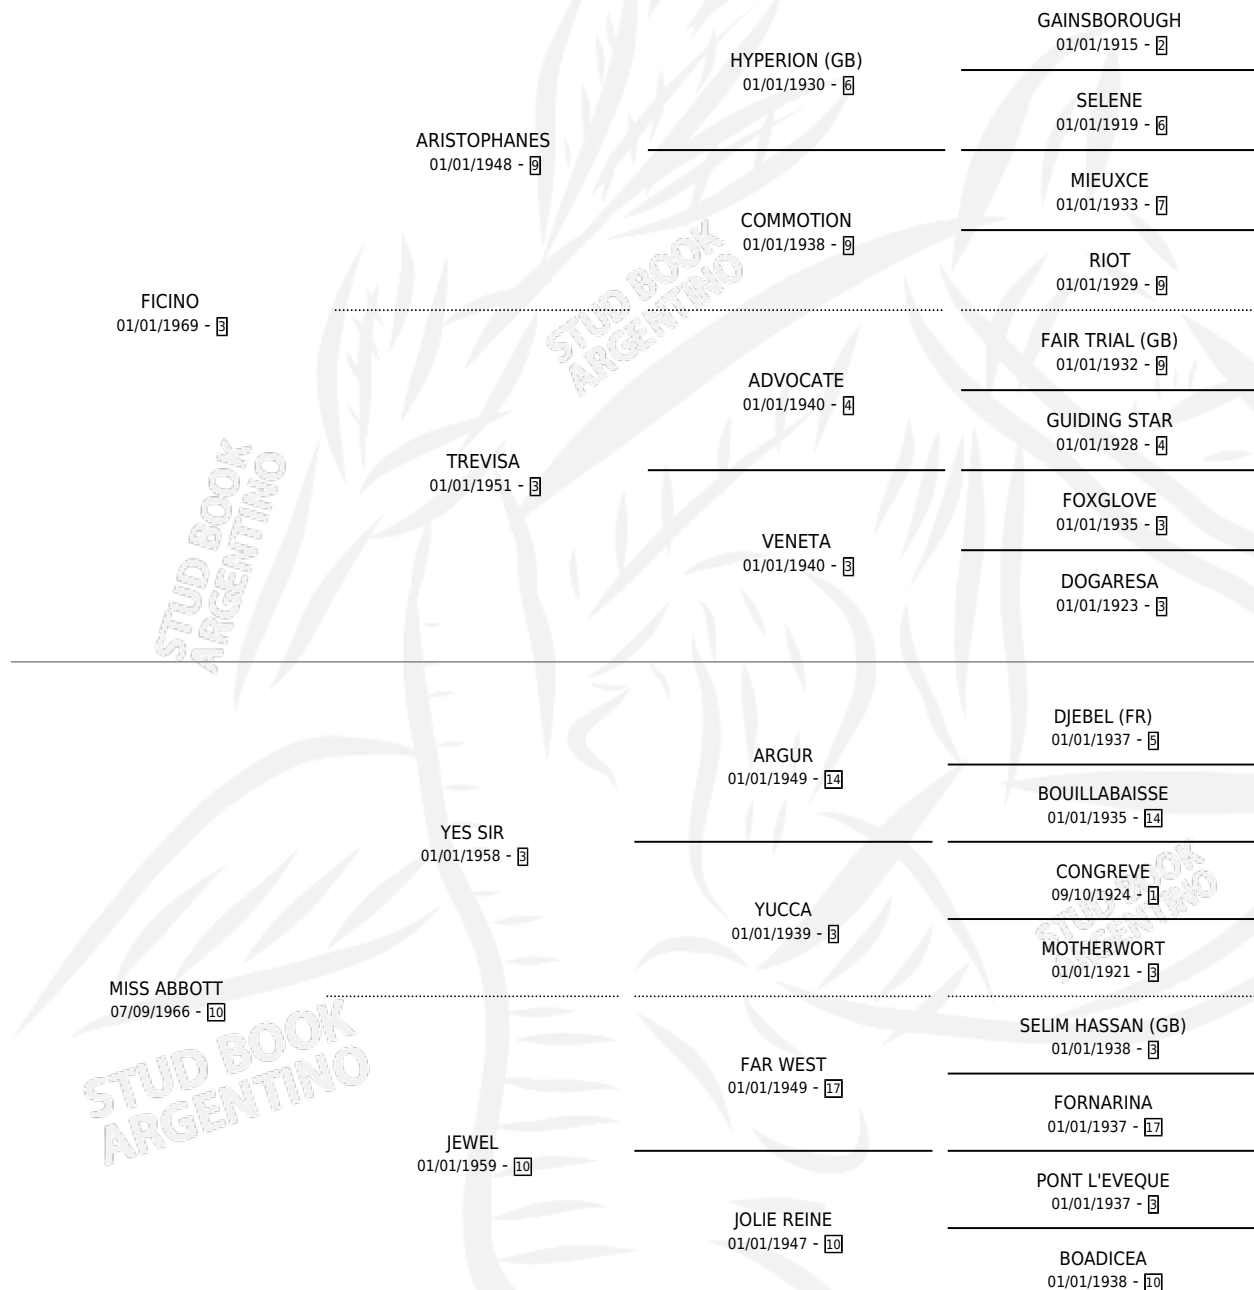 FICINO
01/01/1969 - 3
ARISTOPHANES
01/01/1948 - 9
TREVISA
01/01/1951 - 3
HYPERION (GB)
01/01/1930 - 6
COMMOTION
01/01/1938 - 9
ADVOCATE
01/01/1940 - 4
VENETA
01/01/1940 - 3
GAINSBOROUGH
01/01/1915 - 2
SELENE
01/01/1919 - 6
MIEUXCE
01/01/1933 - 7
RIOT
01/01/1929 - 9
FAIR TRIAL (GB)
01/01/1932 - 9
GUIDING STAR
01/01/1928 - 4
FOXGLOVE
01/01/1935 - 3
DOGARESA
01/01/1923 - 3
MISS ABBOTT
07/09/1966 - 10
YES SIR
01/01/1958 - 3
JEWEL
01/01/1959 - 10
ARGUR
01/01/1949 - 14
YUCCA
01/01/1939 - 3
FAR WEST
01/01/1949 - 17
JOLIE REINE
01/01/1947 - 10
DJEBEL (FR)
01/01/1937 - 5
BOUILLABAISSE
01/01/1935 - 14
CONGREVE
09/10/1924 - 1
MOTHERWORT
01/01/1921 - 3
SELIM HASSAN (GB)
01/01/1938 - 3
FORNARINA
01/01/1937 - 17
PONT L'EVEQUE
01/01/1937 - 3
BOADICEA
01/01/1938 - 10
STUD BOOK
ARGENTINO
STUD BOOK
ARGENTINO
STUD BOOK
ARGENTINO
STUD BOOK
ARGENTINO